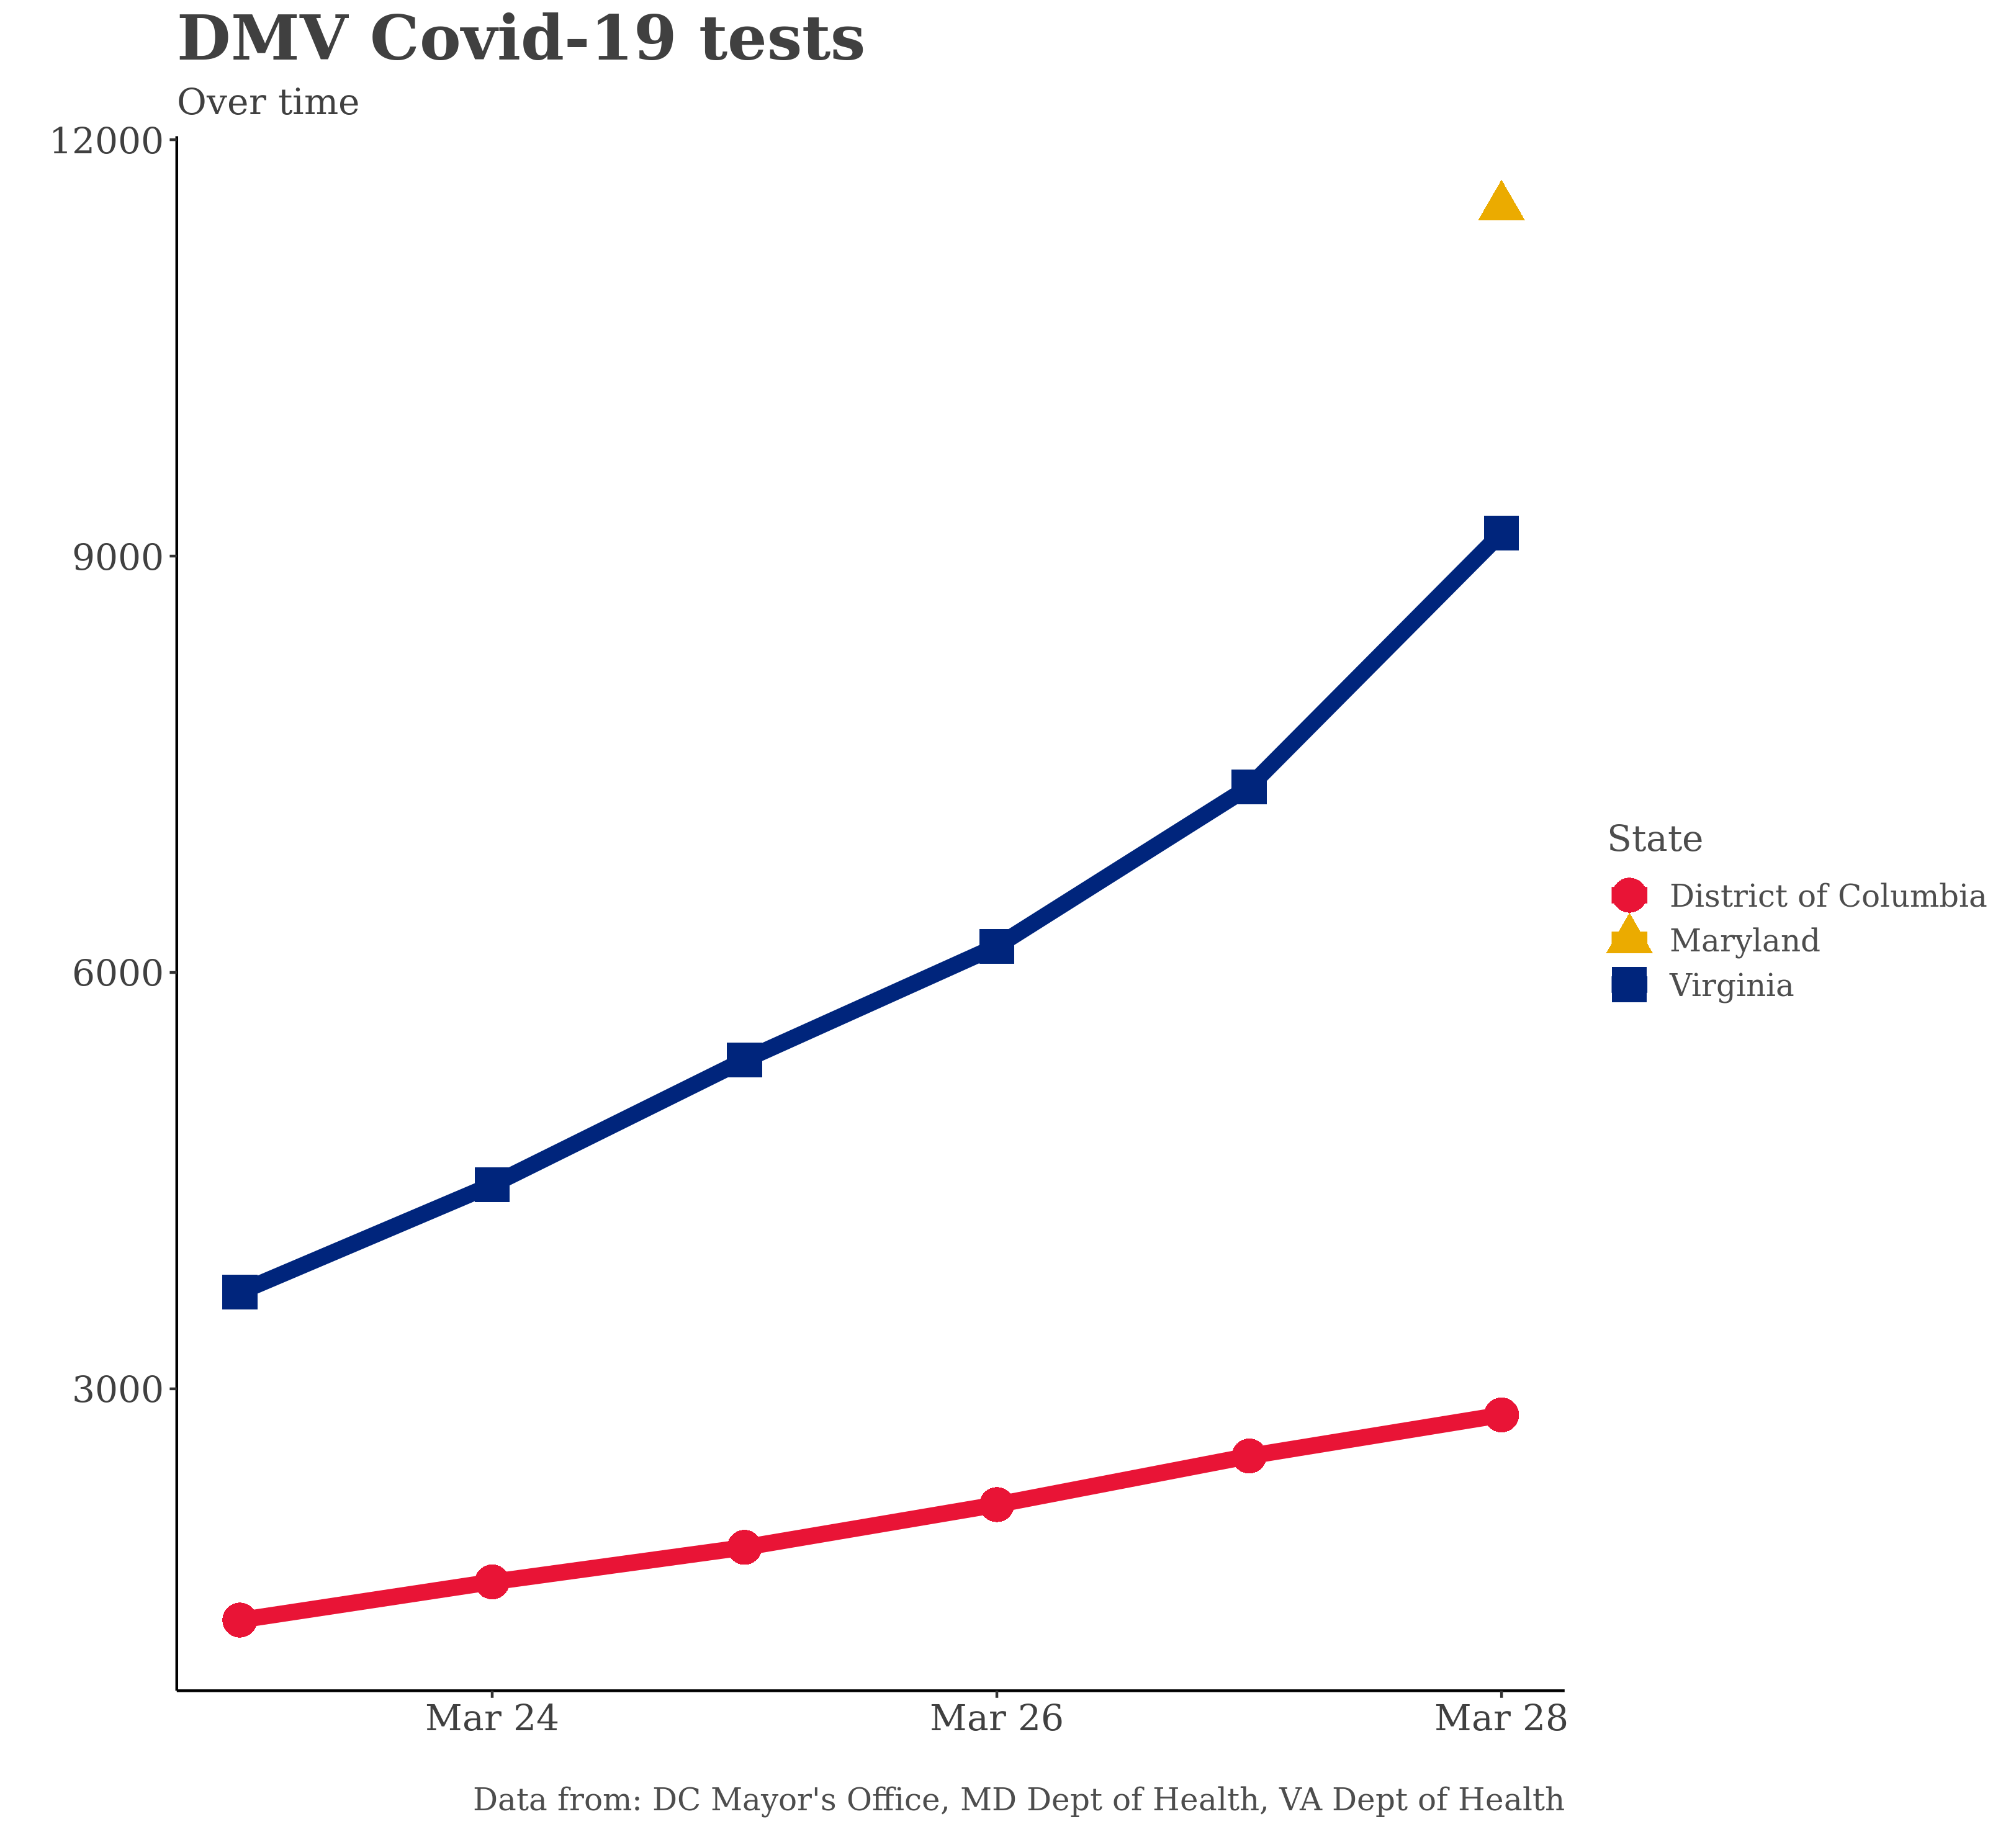 DMV Covid-19 tests
Over time
12000
9000
6000
3000
Mar 24
Mar 26
Mar 28
State
District of Columbia
Maryland
Virginia
Data from: DC Mayor's Office, MD Dept of Health, VA Dept of Health